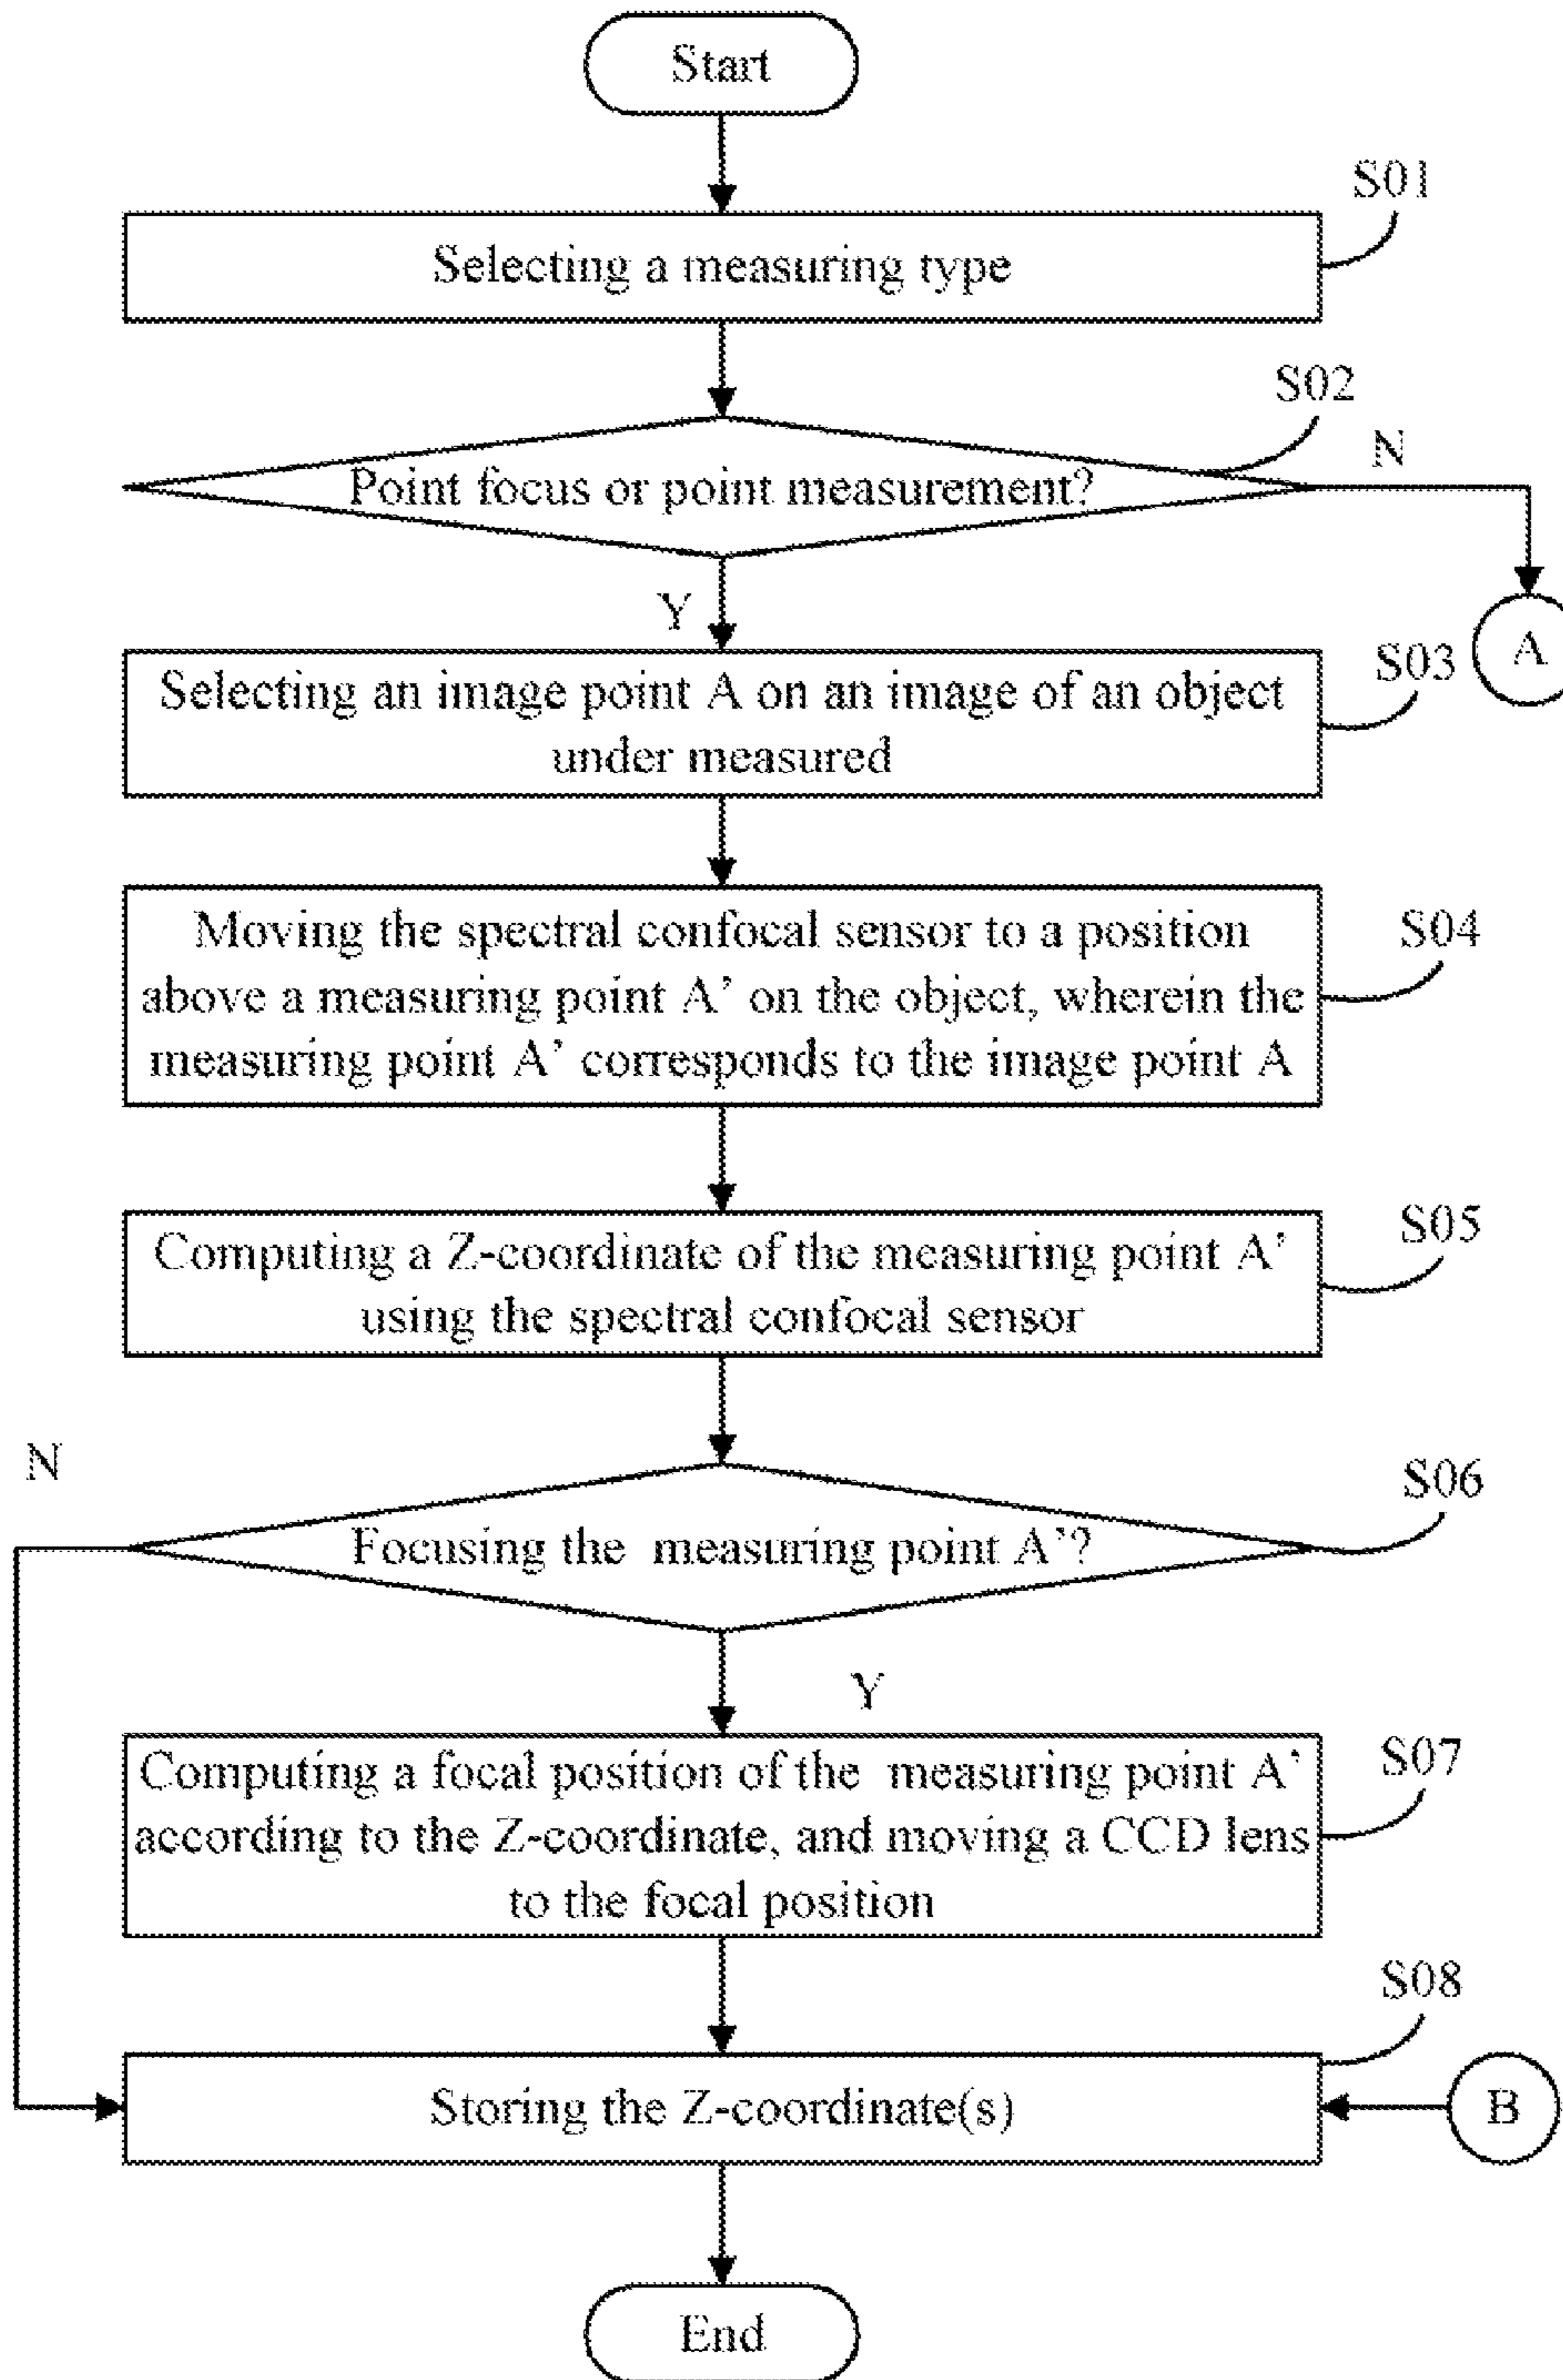 Start
S01
Selecting a measuring type
S02
N
Point focus or point measurement?
Y
A
S03
Selecting an image point A on an image of an object
under measured
S04
Moving the spectral confocal sensor to a position
above a measuring point A’ on the object, wherein the
measuring point A’ corresponds to the image point A
S05
Computing a Z-coordinate of the measuring point A’
using the spectral confocal sensor
N
S06
Focusing the measuring point A’?
Y
S07
Computing a focal position of the measuring point A’
according to the Z-coordinate, and moving a CCD lens
to the focal position
S08
Storing the Z-coordinate(s)
B
End